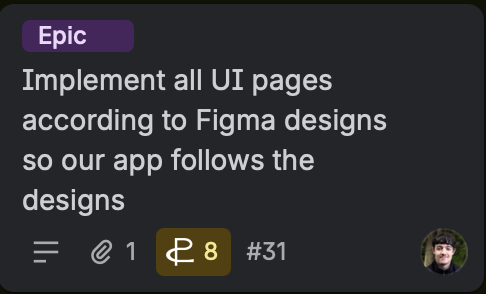 Epic
Implement all UI pages
according to Figma designs
so our app follows the
designs
1 8 #31